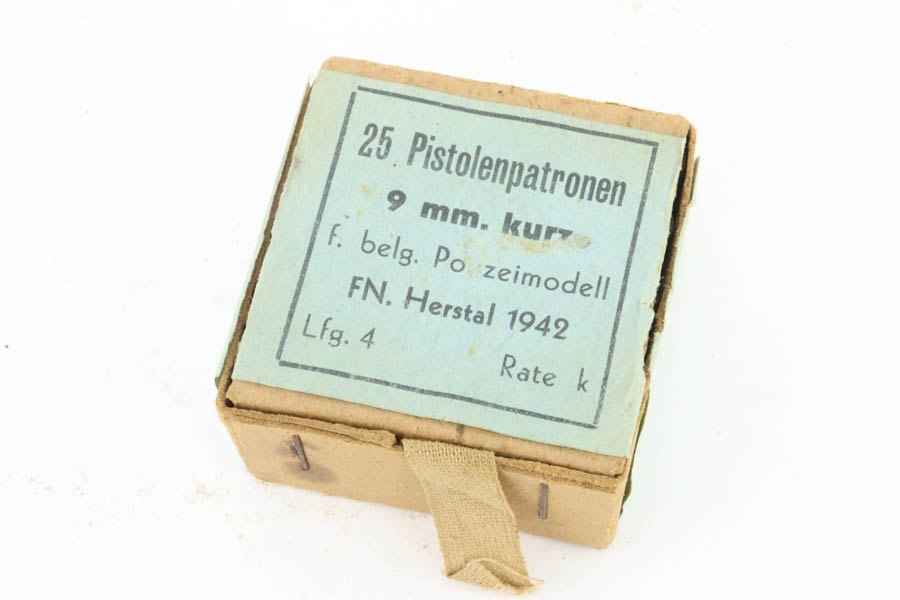 25 Pistolenpatronen
9 mm. kurz
f. belg. Po zeimodell
FN. Herstal 1942
Lfg. 4
Rate k